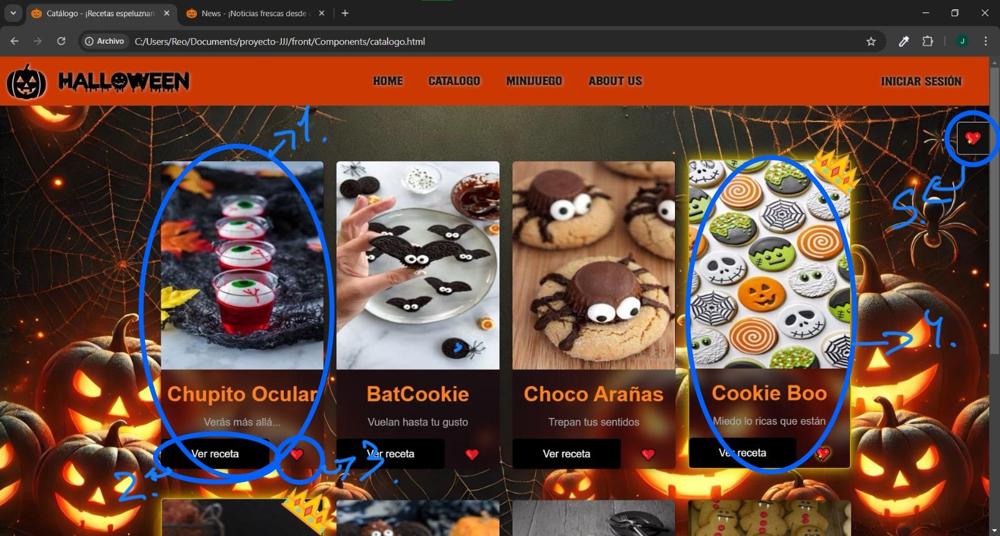 Catálogo - ¡Recetas espeluznan
News - ¡Noticias frescas desde
Archivo
C:/Users/Reo/Documents/proyecto-JJJ/front/Components/catalogo.html
J
HALLOWEEN
HOME
CATALOGO
MINIJUEGO
ABOUT US
INICIAR SESIÓN
1.
5.
4.
Chupito Ocular
BatCookie
Choco Arañas
Cookie Boo
Verás más allá...
Vuelan hasta tu gusto
Trepan tus sentidos
Miedo lo ricas que están
Ver receta
Ver receta
Ver receta
Ver receta
2.
3.